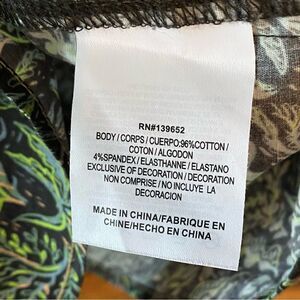 RN#139652
BODY / CORPS / CUERPO:96%COTTON /
COTON / ALGODON
4%SPANDEX / ELASTHANNE / ELASTANO
EXCLUSIVE OF DECORATION / DECORATION
NON COMPRISE / NO INCLUYE LA
DECORACION
MADE IN CHINA/FABRIQUE EN
CHINE/HECHO EN CHINA